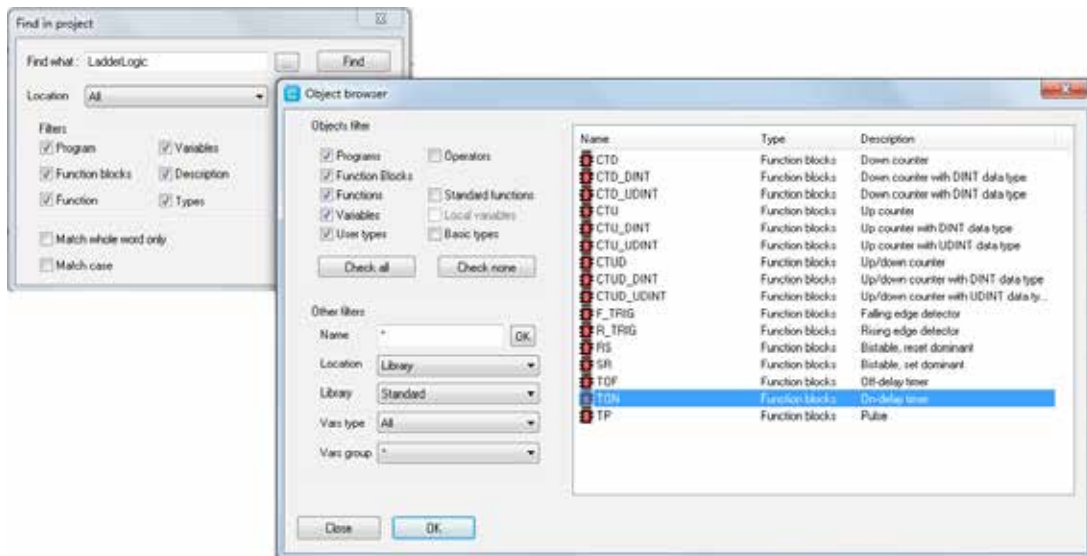 Find in project
Find what : LadderLogic ... Find
Location All
Filters
Program Variables
Function blocks Description
Function Types
Match whole word only
Match case
Object browser
Objects filter
Programs Operators
Function Blocks
Functions Standard functions
Variables Local variables
User types Basic types
Check all Check none
Other filters
Name * OK
Location Library
Library Standard
Vars type All
Vars group *
Close OK
Name Type Description
CTD Function blocks Down counter
CTD_DINT Function blocks Down counter with DINT data type
CTD_UDINT Function blocks Down counter with DINT data type
CTU Function blocks Up counter
CTU_DINT Function blocks Up counter with DINT data type
CTU_UDINT Function blocks Up counter with UDINT data type
CTUD Function blocks Up/down counter
CTUD_DINT Function blocks Up/down counter with DINT data type
CTUD_UDINT Function blocks Up/down counter with UDINT data ty...
F_TRIG Function blocks Falling edge detector
R_TRIG Function blocks Rising edge detector
RS Function blocks Bistable, reset dominant
SR Function blocks Bistable, set dominant
TOF Function blocks Off-delay timer
TON Function blocks On-delay timer
TP Function blocks Pulse